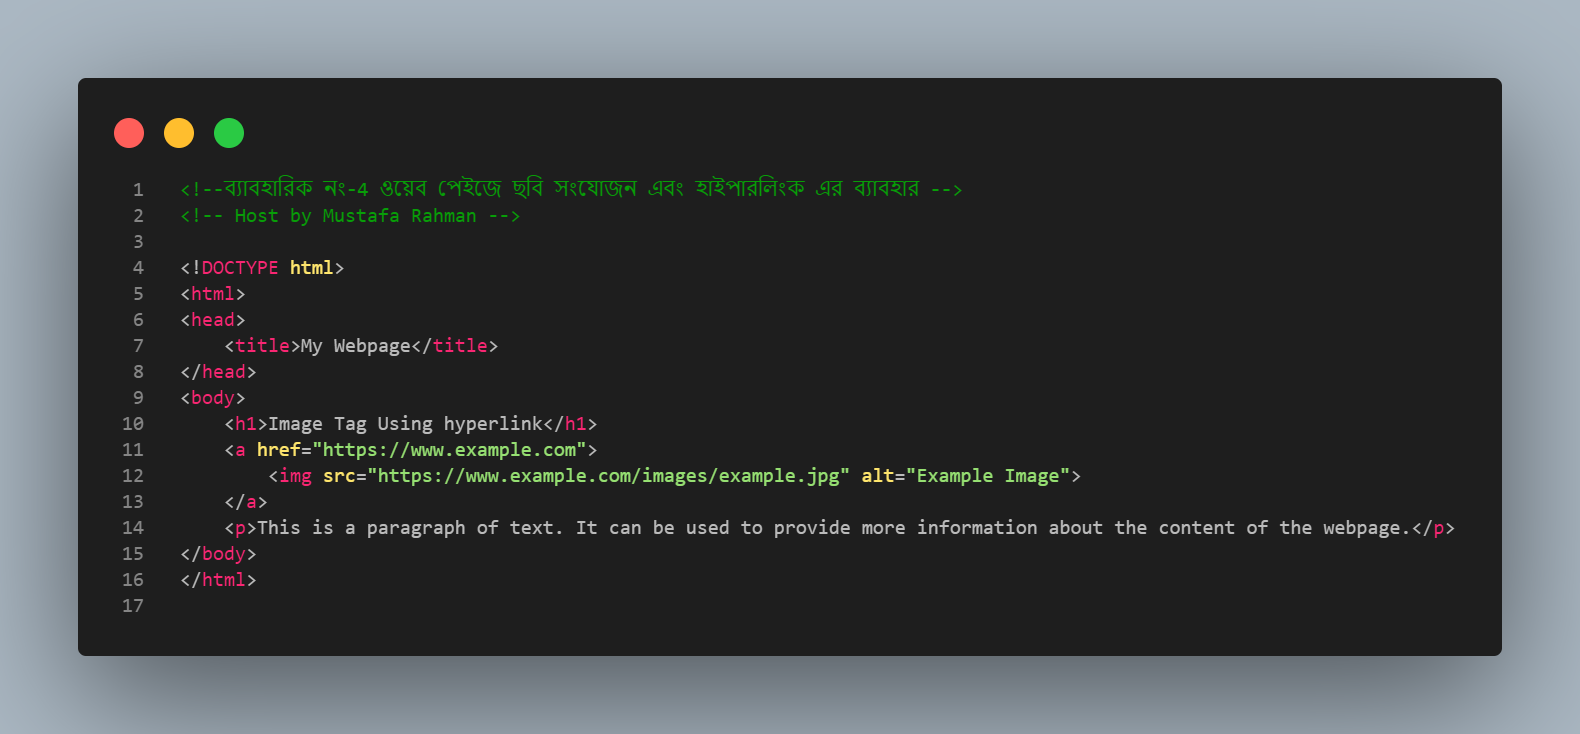 1 <!--ব্যাবহারিক নং-4 ওয়েব পেইজে ছবি সংযোজন এবং হাইপারলিংক এর ব্যাবহার -->
2 <!-- Host by Mustafa Rahman -->
3
4 <!DOCTYPE html>
5 <html>
6 <head>
7     <title>My Webpage</title>
8 </head>
9 <body>
10     <h1>Image Tag Using hyperlink</h1>
11     <a href="https://www.example.com">
12         <img src="https://www.example.com/images/example.jpg" alt="Example Image">
13     </a>
14     <p>This is a paragraph of text. It can be used to provide more information about the content of the webpage.</p>
15 </body>
16 </html>
17